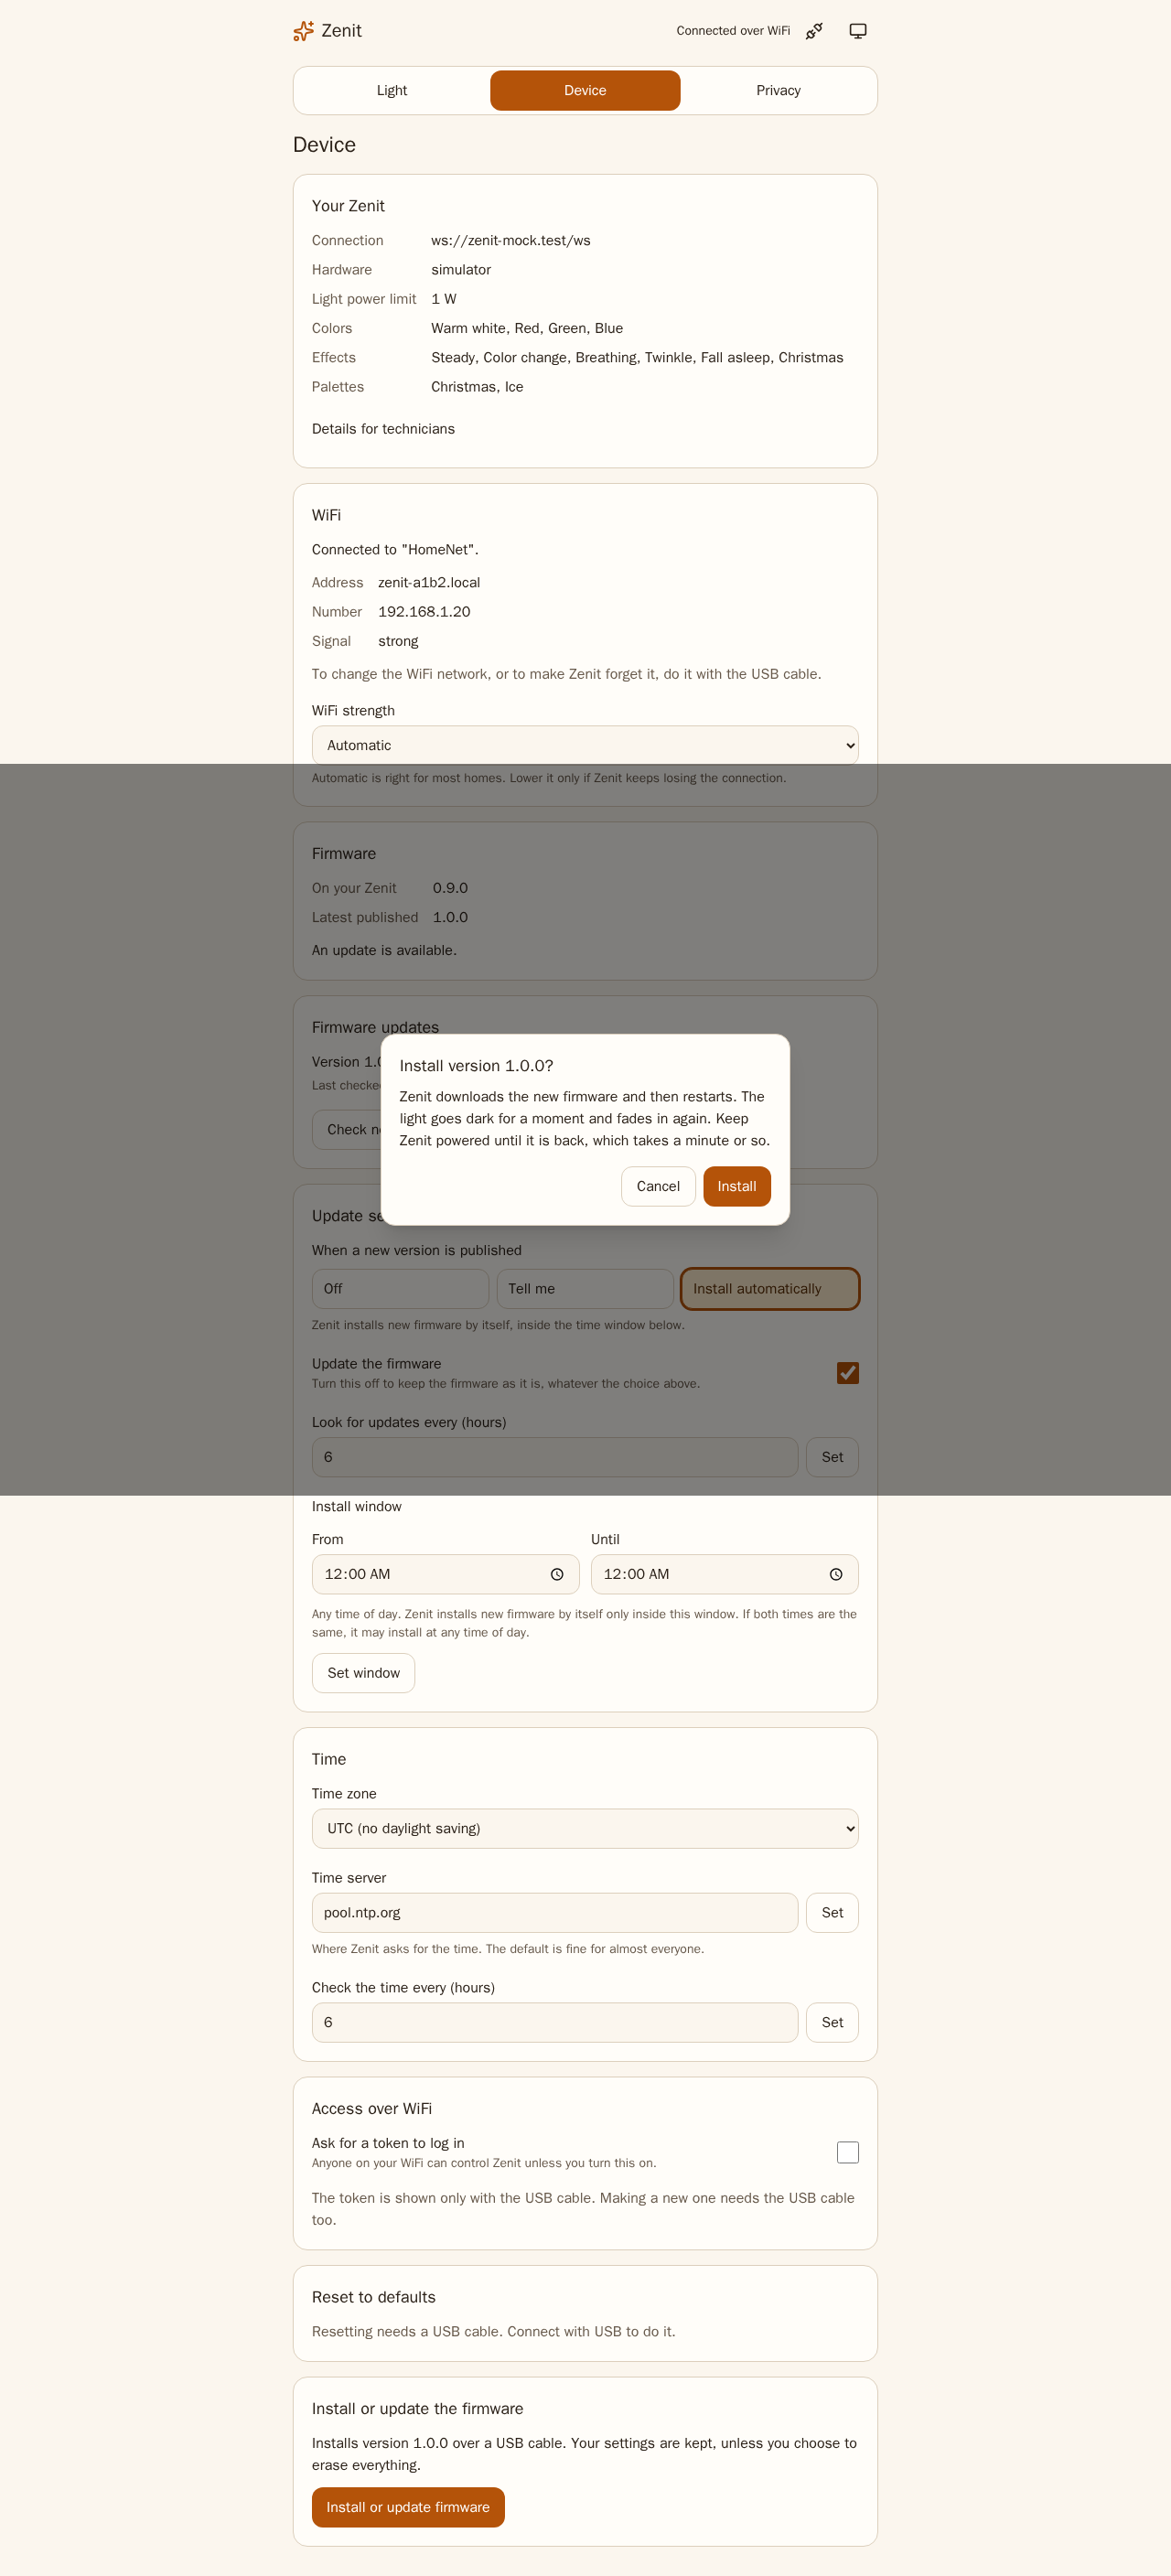 Zenit
Connected over WiFi
Light
Device
Privacy
Device
Your Zenit
Connection ws://zenit-mock.test/ws
Hardware simulator
Light power limit 1 W
Colors Warm white, Red, Green, Blue
Effects Steady, Color change, Breathing, Twinkle, Fall asleep, Christmas
Palettes Christmas, Ice
Details for technicians
WiFi
Connected to "HomeNet".
Address zenit-a1b2.local
Number 192.168.1.20
Signal strong
To change the WiFi network, or to make Zenit forget it, do it with the USB cable.
WiFi strength
Automatic
Automatic is right for most homes. Lower it only if Zenit keeps losing the connection.
Firmware
On your Zenit 0.9.0
Latest published 1.0.0
An update is available.
Firmware updates
Version 1.0
Last checked
Check
Install version 1.0.0?
Zenit downloads the new firmware and then restarts. The
light goes dark for a moment and fades in again. Keep
Zenit powered until it is back, which takes a minute or so.
Cancel
Install
Update
When a new version is published
Off
Tell me
Install automatically
Zenit installs new firmware by itself, inside the time window below.
Update the firmware
Turn this off to keep the firmware as it is, whatever the choice above.
Look for updates every (hours)
6
Set
Install window
From
Until
12:00 AM
12:00 AM
Any time of day. Zenit installs new firmware by itself only inside this window. If both times are the
same, it may install at any time of day.
Set window
Time
Time zone
UTC (no daylight saving)
Time server
pool.ntp.org
Set
Where Zenit asks for the time. The default is fine for almost everyone.
Check the time every (hours)
6
Set
Access over WiFi
Ask for a token to log in
Anyone on your WiFi can control Zenit unless you turn this on.
The token is shown only with the USB cable. Making a new one needs the USB cable
too.
Reset to defaults
Resetting needs a USB cable. Connect with USB to do it.
Install or update the firmware
Installs version 1.0.0 over a USB cable. Your settings are kept, unless you choose to
erase everything.
Install or update firmware